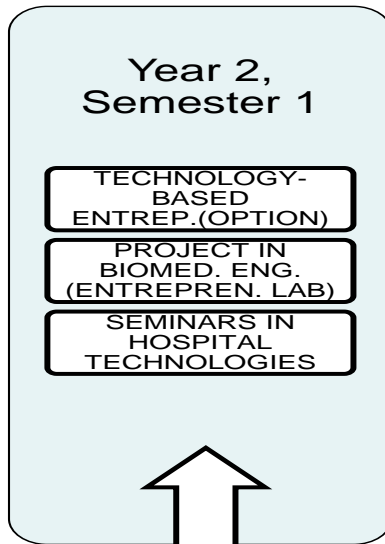 Year 2,
Semester 1
TECHNOLOGY-
BASED
ENTREP.(OPTION)
PROJECT IN
BIOMED. ENG.
(ENTREPREN. LAB)
SEMINARS IN
HOSPITAL
TECHNOLOGIES